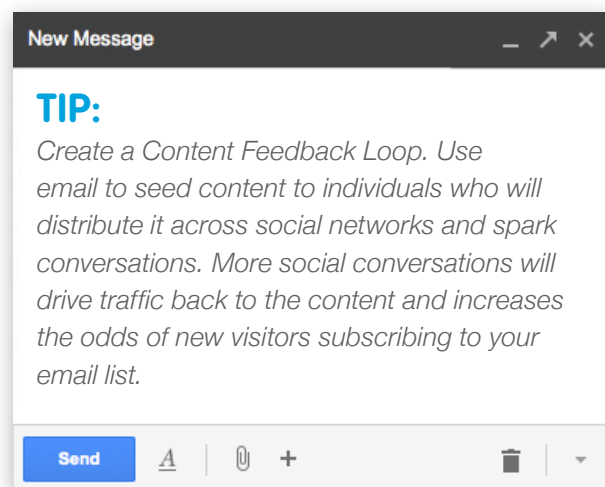 New Message
TIP:
Create a Content Feedback Loop. Use
email to seed content to individuals who will
distribute it across social networks and spark
conversations. More social conversations will
drive traffic back to the content and increases
the odds of new visitors subscribing to your
email list.
Send
A